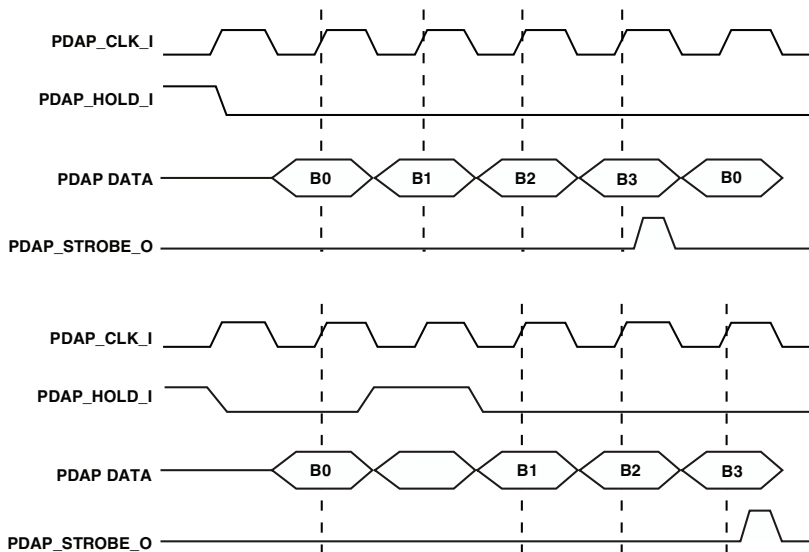 PDAP_CLK_I
PDAP_HOLD_I
PDAP DATA B0 B1 B2 B3 B0
PDAP_STROBE_O
PDAP_CLK_I
PDAP_HOLD_I
PDAP DATA B0 B1 B2 B3
PDAP_STROBE_O